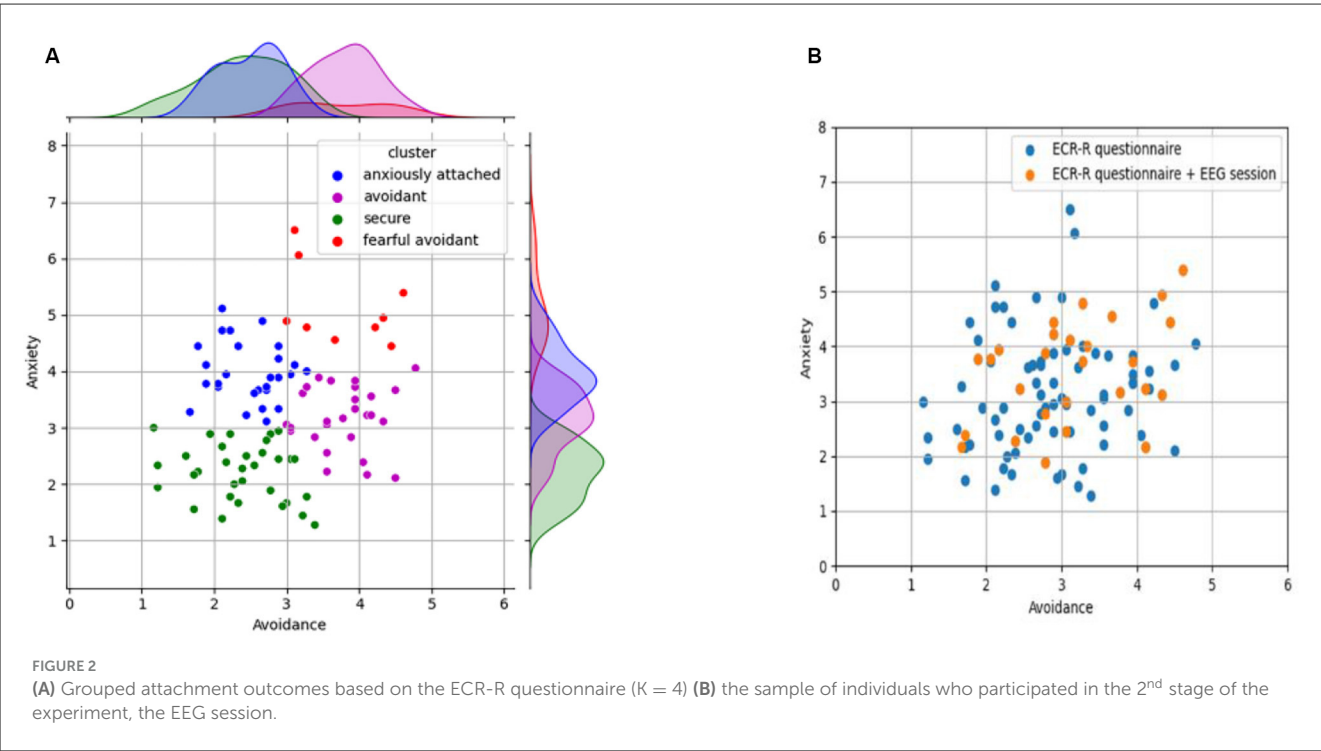 A
8
7
6
5
4
3
2
1
0 1 2 3 4 5 6
Anxiety
Avoidance
cluster
anxiously attached
avoidant
secure
fearful avoidant
B
8
7
6
5
4
3
2
1
0
0 1 2 3 4 5 6
Anxiety
Avoidance
ECR-R questionnaire
ECR-R questionnaire + EEG session
FIGURE 2
(A) Grouped attachment outcomes based on the ECR-R questionnaire (K = 4) (B) the sample of individuals who participated in the 2nd stage of the
experiment, the EEG session.